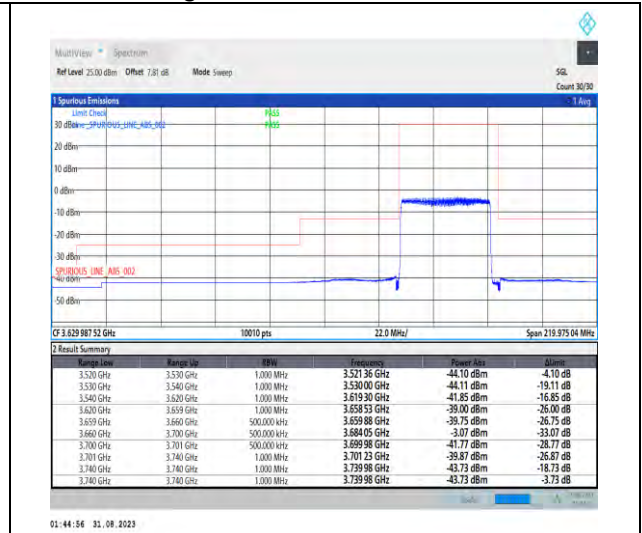 MultiView Spectrum
Ref Level 25.00 dBm Offset 7.81 dB Mode Sweep SGL
Count 30/30
1 Spurious Emissions 1 Avg
Limit Check PASS
30 dBm Line _SPURIOUS_LINE_ABS_002 PASS
20 dBm
10 dBm
0 dBm
-10 dBm
-20 dBm
-30 dBm
SPURIOUS_LINE_ABS_002
-40 dBm
-50 dBm
CF 3.629 987 52 GHz 10010 pts 22.0 MHz/ Span 219.975 04 MHz
2 Result Summary
Range Low Range Up RBW Frequency Power Abs ΔLimit
3.520 GHz 3.530 GHz 1.000 MHz 3.521 36 GHz -44.10 dBm -4.10 dB
3.530 GHz 3.540 GHz 1.000 MHz 3.530 00 GHz -44.11 dBm -19.11 dB
3.540 GHz 3.620 GHz 1.000 MHz 3.619 30 GHz -41.85 dBm -16.85 dB
3.620 GHz 3.659 GHz 1.000 MHz 3.658 53 GHz -39.00 dBm -26.00 dB
3.659 GHz 3.660 GHz 500.000 kHz 3.659 88 GHz -39.75 dBm -26.75 dB
3.660 GHz 3.700 GHz 500.000 kHz 3.684 05 GHz -3.07 dBm -33.07 dB
3.700 GHz 3.701 GHz 500.000 kHz 3.699 98 GHz -41.77 dBm -28.77 dB
3.701 GHz 3.740 GHz 1.000 MHz 3.701 23 GHz -39.87 dBm -26.87 dB
3.740 GHz 3.740 GHz 1.000 MHz 3.739 98 GHz -43.73 dBm -18.73 dB
3.740 GHz 3.740 GHz 1.000 MHz 3.739 98 GHz -43.73 dBm -3.73 dB
01:44:56 31.08.2023